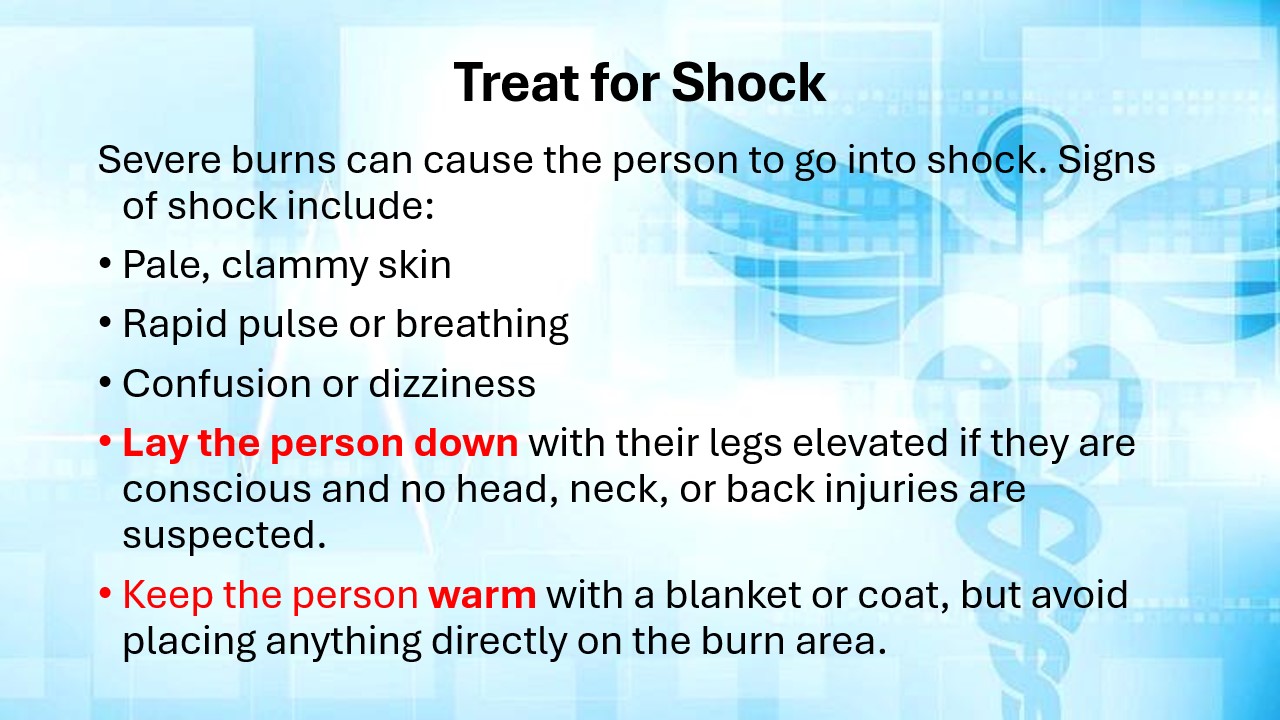 Treat for Shock
Severe burns can cause the person to go into shock. Signs
of shock include:
• Pale, clammy skin
• Rapid pulse or breathing
• Confusion or dizziness
• Lay the person down with their legs elevated if they are
conscious and no head, neck, or back injuries are
suspected.
• Keep the person warm with a blanket or coat, but avoid
placing anything directly on the burn area.